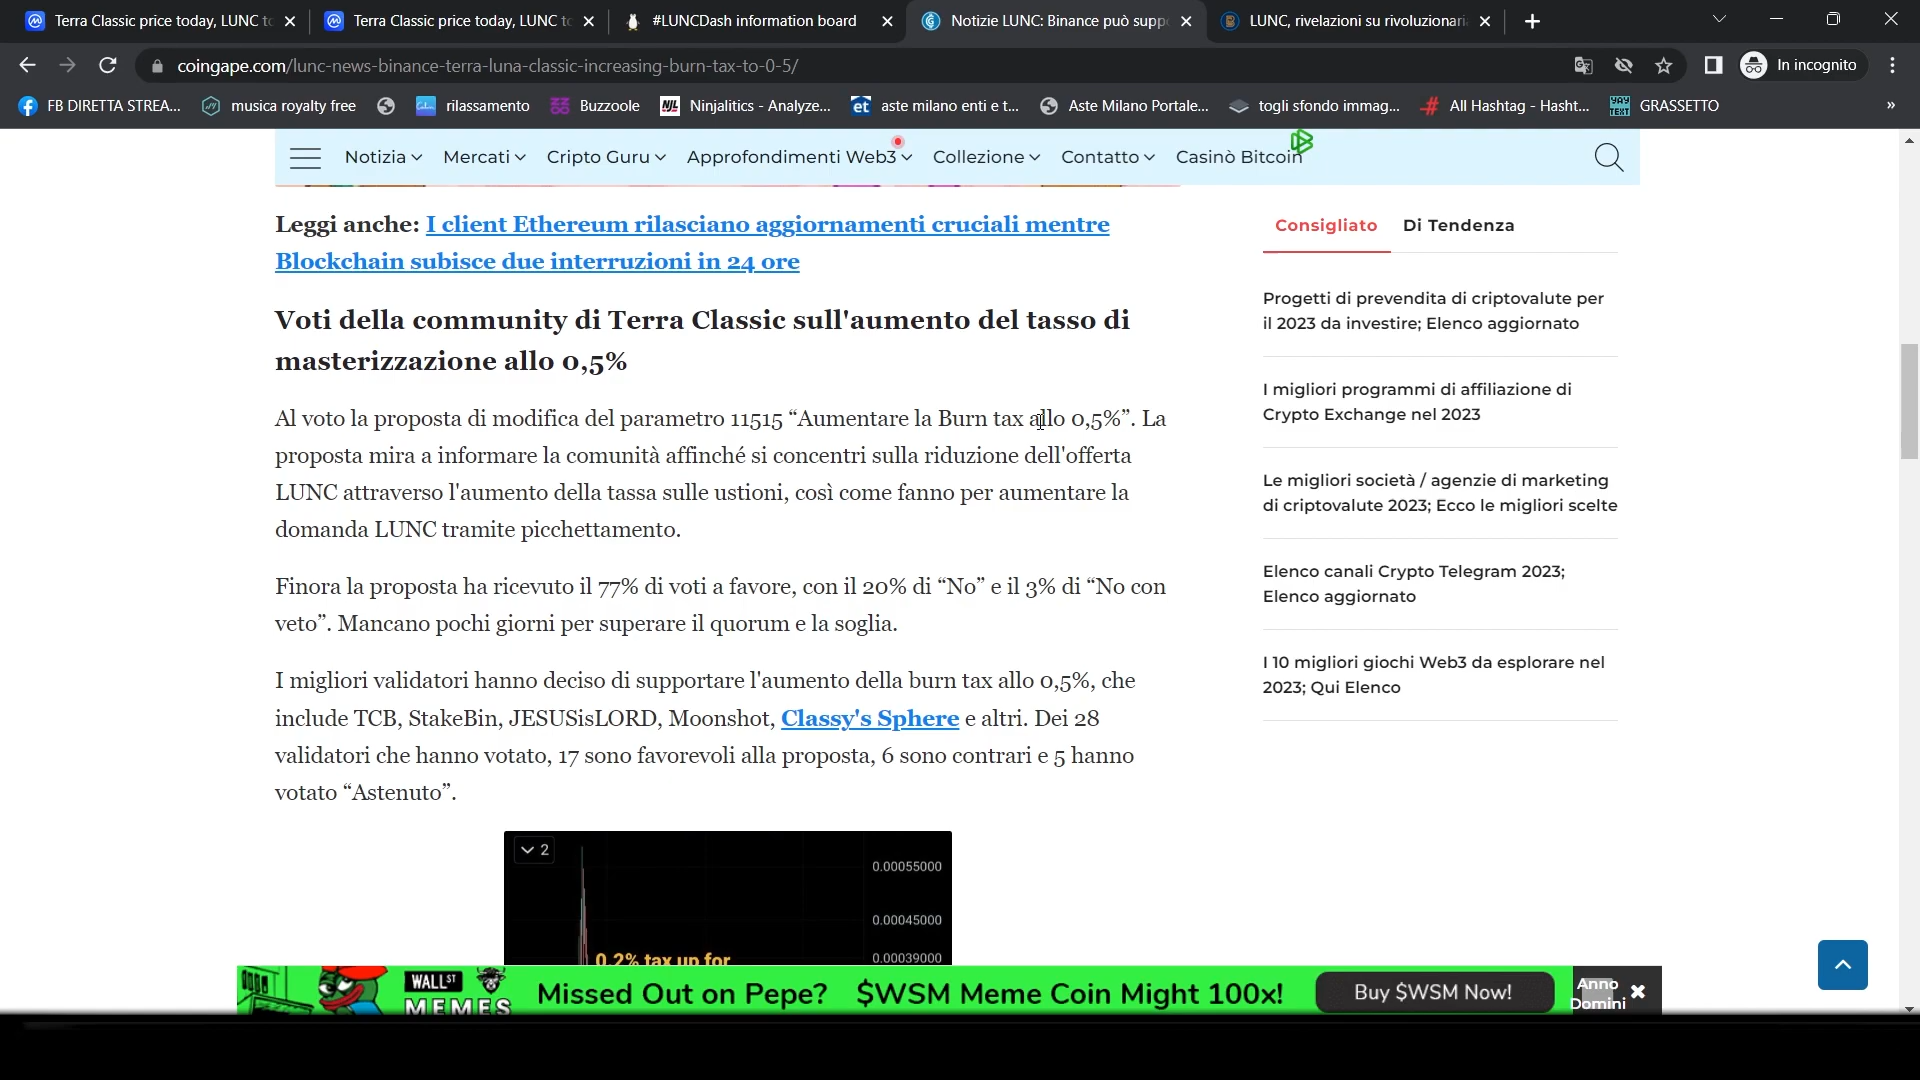 Terra Classic price today, LUNC to
Terra Classic price today, LUNC to
#LUNCDash information board
Notizie LUNC: Binance può suppo
LUNC, rivelazioni su rivoluzionari
coingape.com/lunc-news-binance-terra-luna-classic-increasing-burn-tax-to-0-5/
In incognito
FB DIRETTA STREA...
musica royalty free
rilassamento
Buzzoole
Ninjalitics - Analyze...
aste milano enti e t...
Aste Milano Portale...
togli sfondo immag...
All Hashtag - Hasht...
GRASSETTO
»
Notizia
Mercati
Cripto Guru
Approfondimenti Web3
Collezione
Contatto
Casinò Bitcoin
Leggi anche: I client Ethereum rilasciano aggiornamenti cruciali mentre
Blockchain subisce due interruzioni in 24 ore
Voti della community di Terra Classic sull'aumento del tasso di
masterizzazione allo 0,5%
Al voto la proposta di modifica del parametro 11515 “Aumentare la Burn tax allo 0,5%”. La
proposta mira a informare la comunità affinché si concentri sulla riduzione dell'offerta
LUNC attraverso l'aumento della tassa sulle ustioni, così come fanno per aumentare la
domanda LUNC tramite picchettamento.
Finora la proposta ha ricevuto il 77% di voti a favore, con il 20% di “No” e il 3% di “No con
veto”. Mancano pochi giorni per superare il quorum e la soglia.
I migliori validatori hanno deciso di supportare l'aumento della burn tax allo 0,5%, che
include TCB, StakeBin, JESUSisLORD, Moonshot, Classy's Sphere e altri. Dei 28
validatori che hanno votato, 17 sono favorevoli alla proposta, 6 sono contrari e 5 hanno
votato “Astenuto”.
2
0.00055000
0.00045000
0.00039000
0.2% tax up for
Consigliato
Di Tendenza
Progetti di prevendita di criptovalute per
il 2023 da investire; Elenco aggiornato
I migliori programmi di affiliazione di
Crypto Exchange nel 2023
Le migliori società / agenzie di marketing
di criptovalute 2023; Ecco le migliori scelte
Elenco canali Crypto Telegram 2023;
Elenco aggiornato
I 10 migliori giochi Web3 da esplorare nel
2023; Qui Elenco
WALL ST
MEMES
Missed Out on Pepe? $WSM Meme Coin Might 100x!
Buy $WSM Now!
Anno
Domini